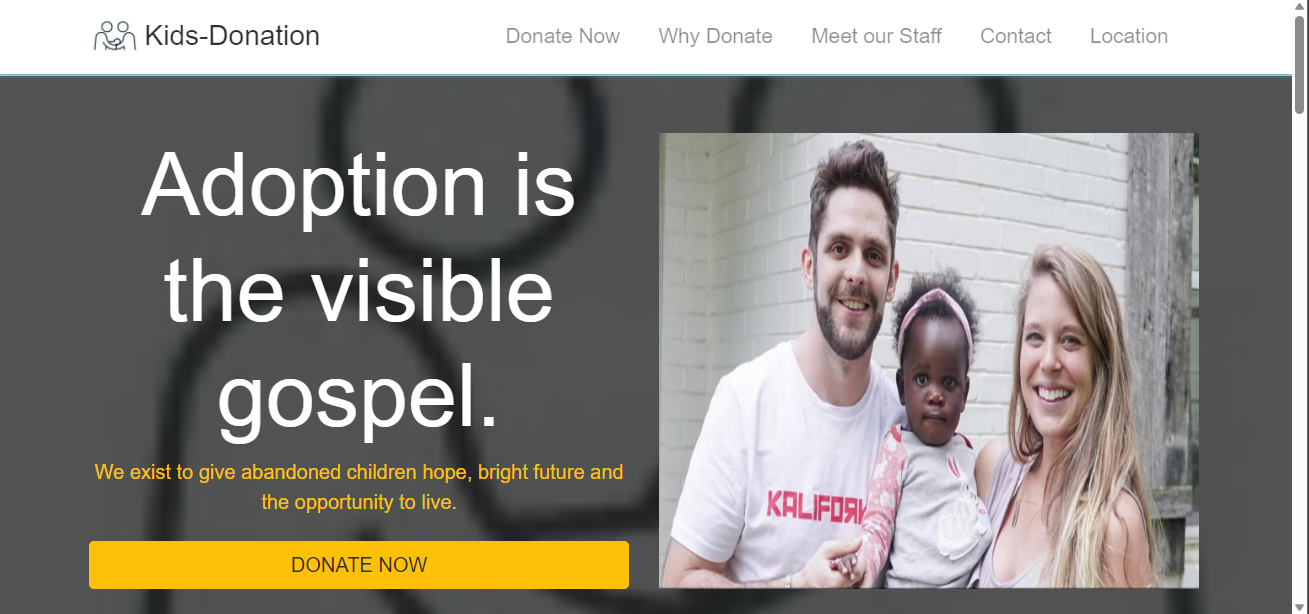 Kids-Donation
Donate Now
Why Donate
Meet our Staff
Contact
Location
Adoption is
the visible
gospel.
We exist to give abandoned children hope, bright future and
the opportunity to live.
DONATE NOW
KALIFOЯ